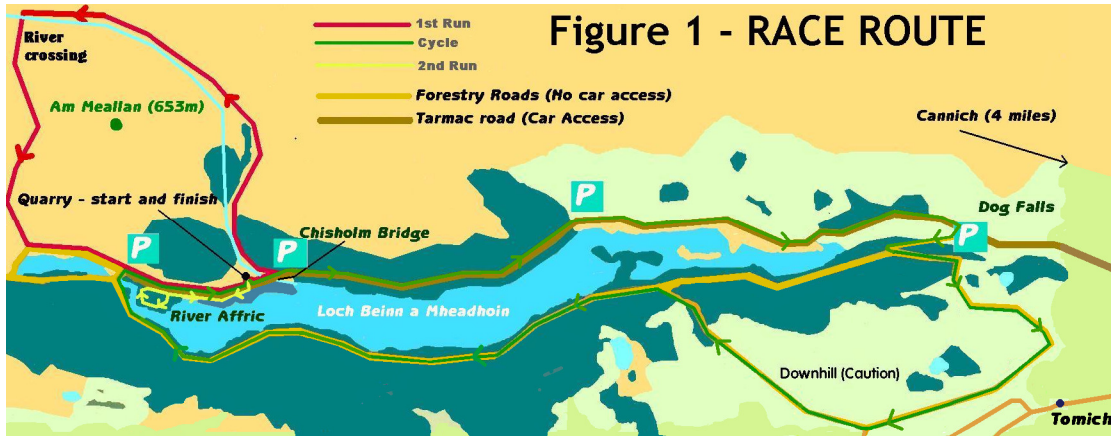 Figure 1 - RACE ROUTE
1st Run
Cycle
2nd Run
Forestry Roads (No car access)
Tarmac road (Car Access)
River
crossing
Am Meallan (653m)
Cannich (4 miles)
Quarry - start and finish
P
P
P
P
Chisholm Bridge
Dog Falls
River Affric
Loch Beinn a Mheadhoin
Downhill (Caution)
Tomich